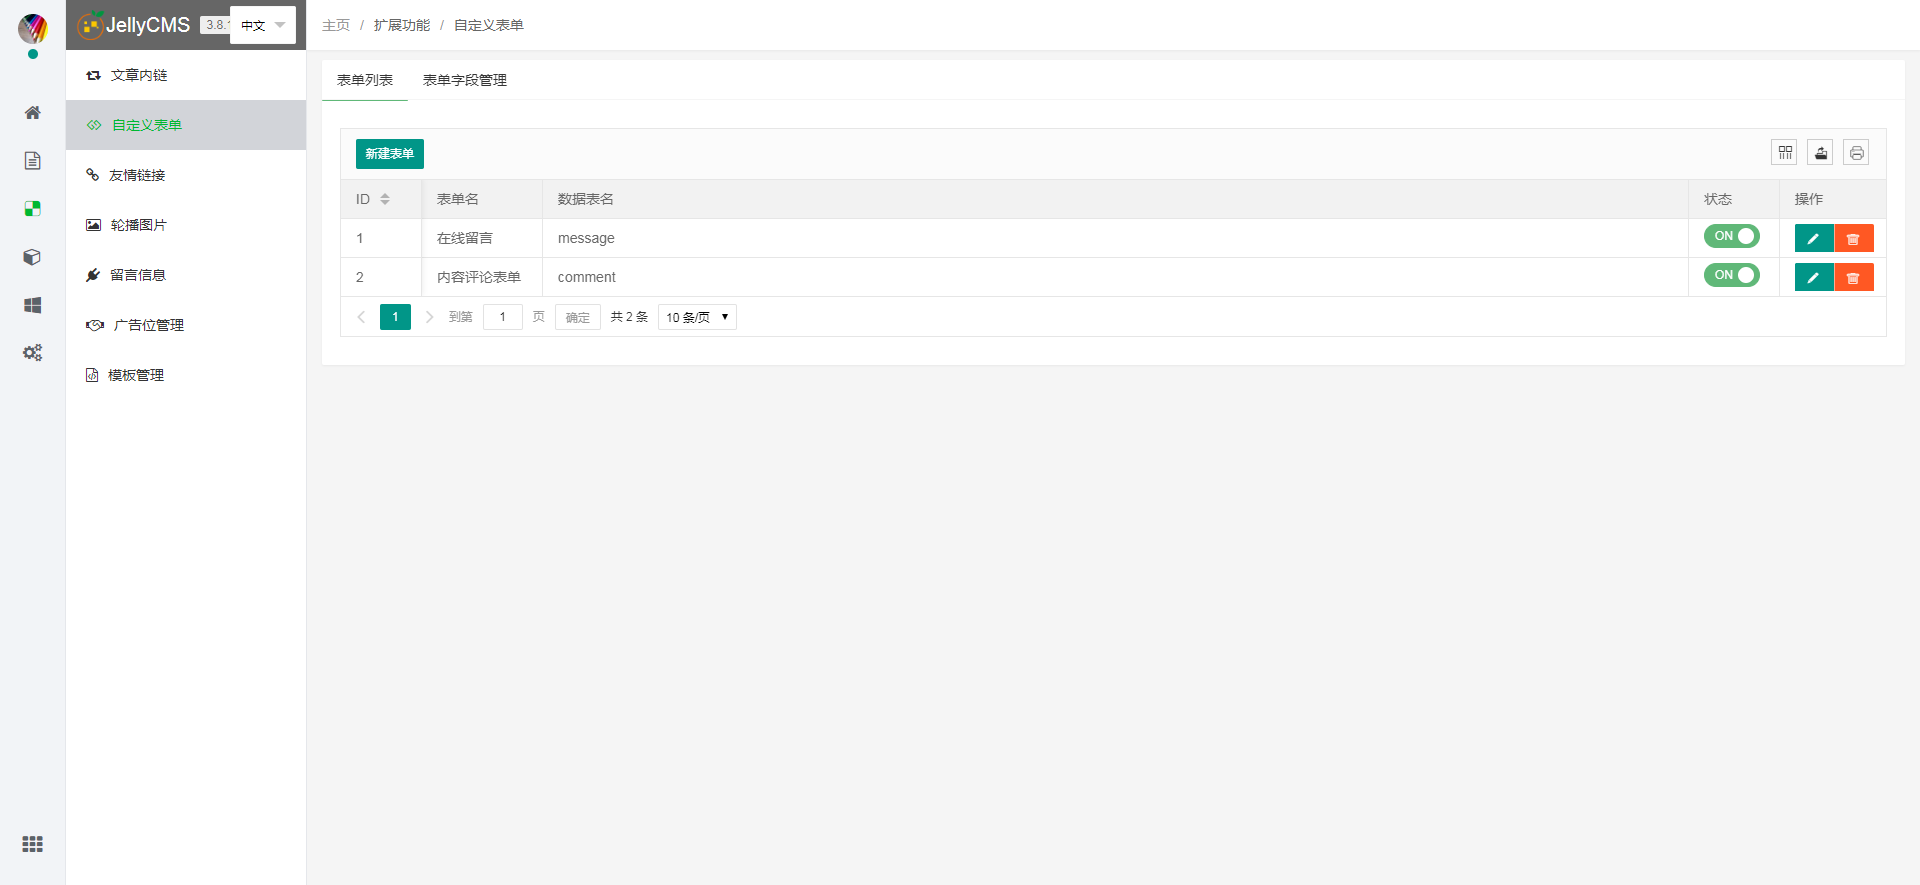 JellyCMS 3.8. 中文
主页 / 扩展功能 / 自定义表单
文章内链
自定义表单
友情链接
轮播图片
留言信息
广告位管理
模板管理
表单列表 表单字段管理
新建表单
ID 表单名 数据表名 状态 操作
1 在线留言 message ON
2 内容评论表单 comment ON
1 到第 1 页 确定 共 2 条 10 条/页